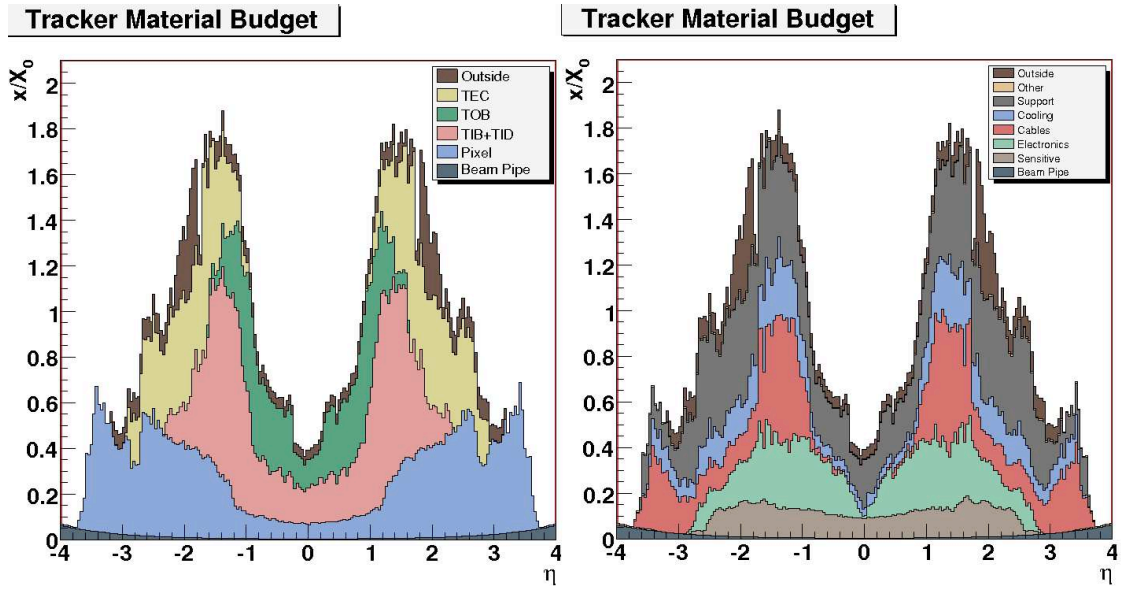 Tracker Material Budget
x/X0
2
1.8
1.6
1.4
1.2
1
0.8
0.6
0.4
0.2
0
-4 -3 -2 -1 0 1 2 3 4
η
Outside
TEC
TOB
TIB+TID
Pixel
Beam Pipe
Tracker Material Budget
x/X0
2
1.8
1.6
1.4
1.2
1
0.8
0.6
0.4
0.2
0
-4 -3 -2 -1 0 1 2 3 4
η
Outside
Other
Support
Cooling
Cables
Electronics
Sensitive
Beam Pipe